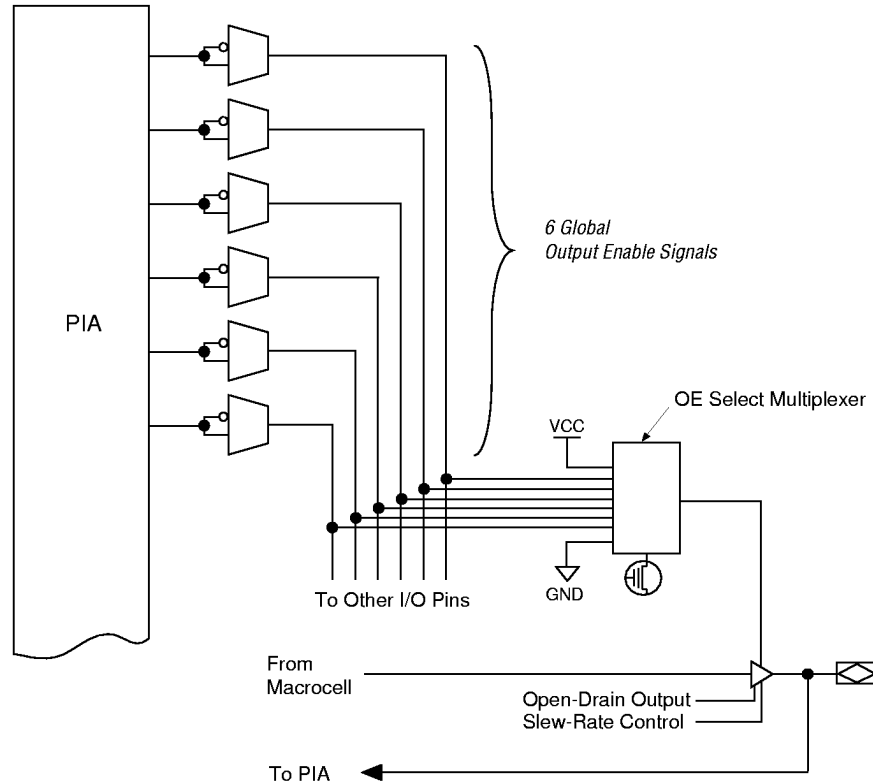 PIA
6 Global
Output Enable Signals
OE Select Multiplexer
VCC
GND
To Other I/O Pins
From
Macrocell
Open-Drain Output
Slew-Rate Control
To PIA